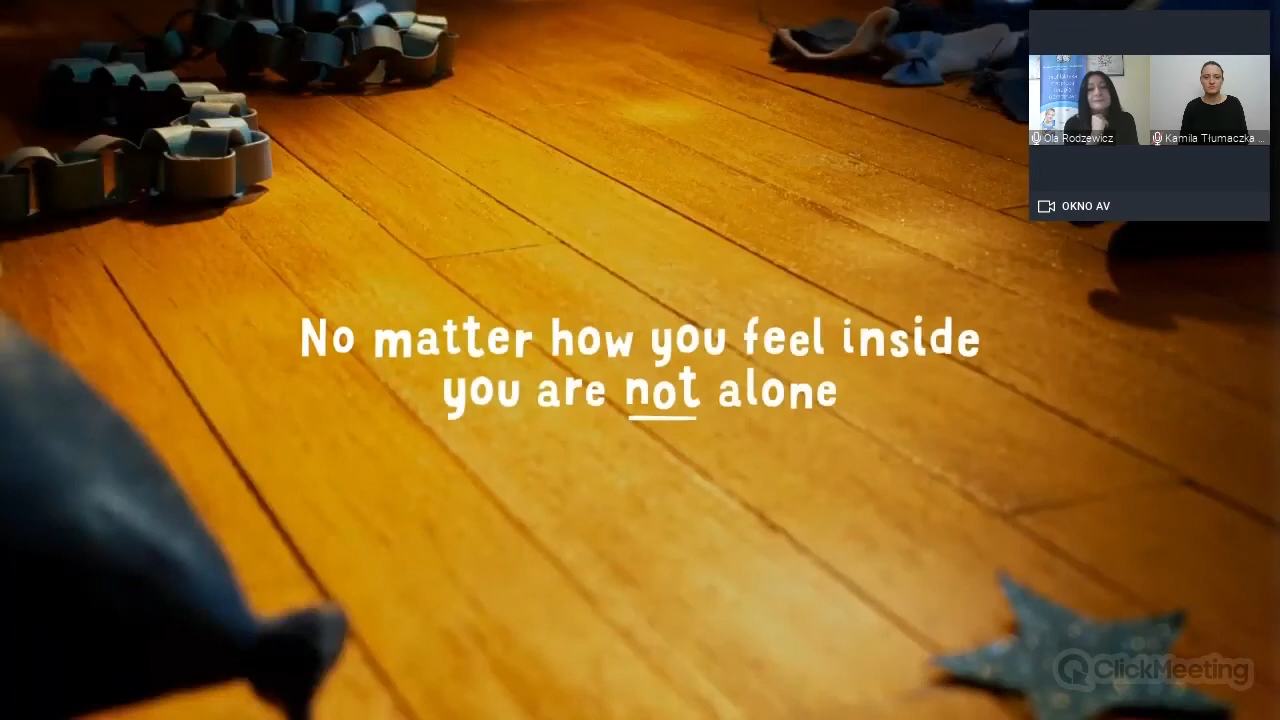 No matter how you feel inside
you are not alone
Ola Rodzewicz
Kamila Tłumaczka ...
OKNO AV
ClickMeeting